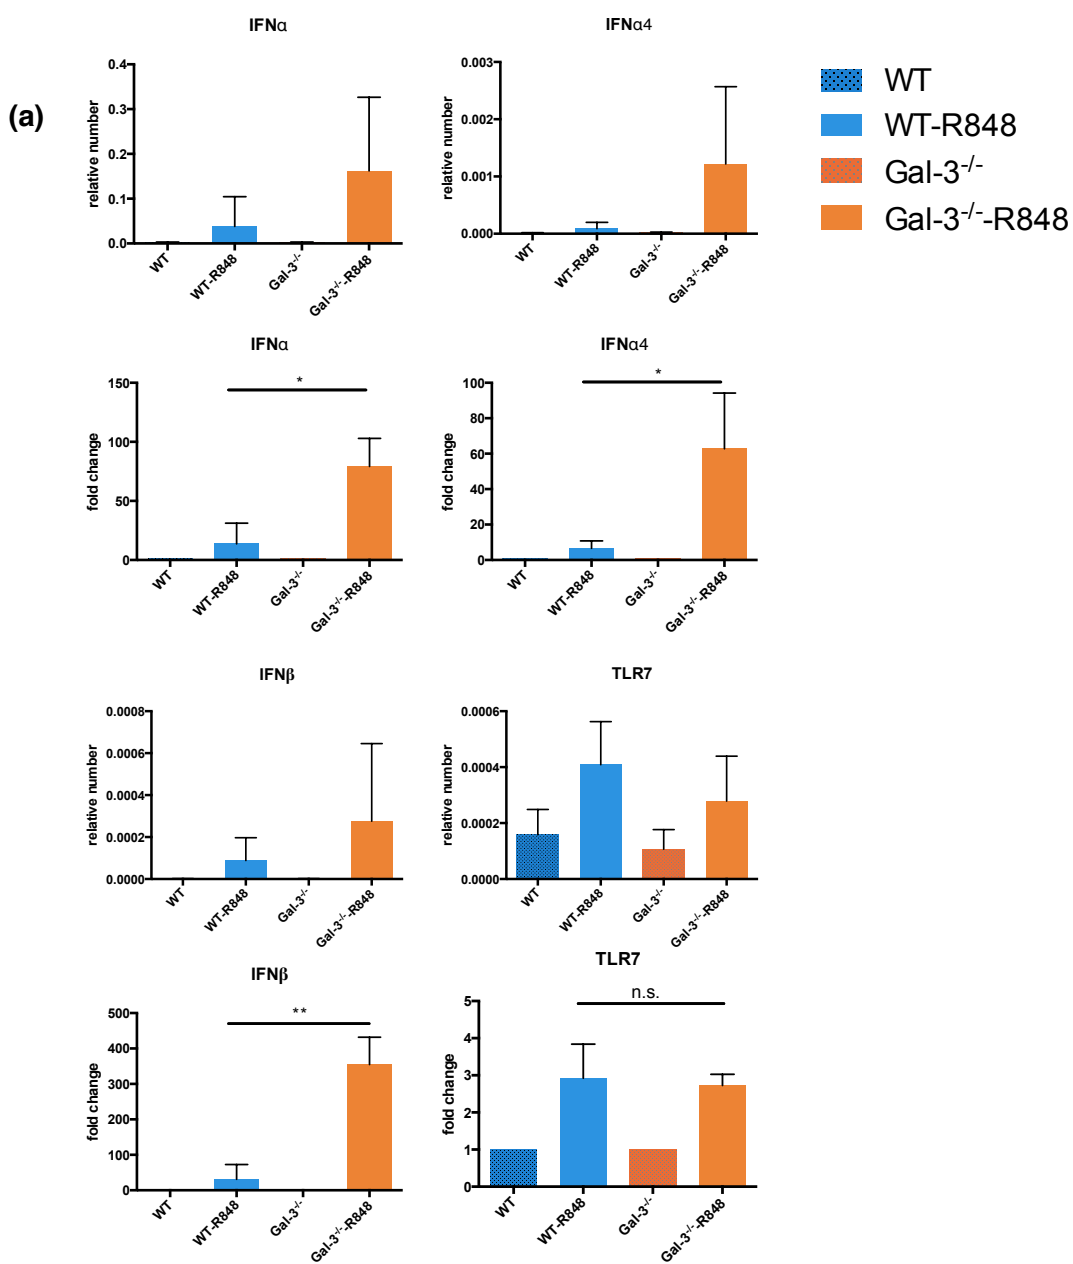 (a)
IFNα
relative number
0.4
0.3
0.2
0.1
0.0
WT
WT-R848
Gal-3-/-
Gal-3-/--R848
IFNα4
relative number
0.003
0.002
0.001
0.000
WT
WT-R848
Gal-3-/-
Gal-3-/--R848
WT
WT-R848
Gal-3-/-
Gal-3-/--R848
IFNα
fold change
150
100
50
0
*
WT
WT-R848
Gal-3-/-
Gal-3-/--R848
IFNα4
fold change
100
80
60
40
20
0
*
WT
WT-R848
Gal-3-/-
Gal-3-/--R848
IFNβ
relative number
0.0008
0.0006
0.0004
0.0002
0.0000
WT
WT-R848
Gal-3-/-
Gal-3-/--R848
TLR7
relative number
0.0006
0.0004
0.0002
0.0000
WT
WT-R848
Gal-3-/-
Gal-3-/--R848
IFNβ
fold change
500
400
300
200
100
0
**
WT
WT-R848
Gal-3-/-
Gal-3-/--R848
TLR7
fold change
5
4
3
2
1
0
n.s.
WT
WT-R848
Gal-3-/-
Gal-3-/--R848